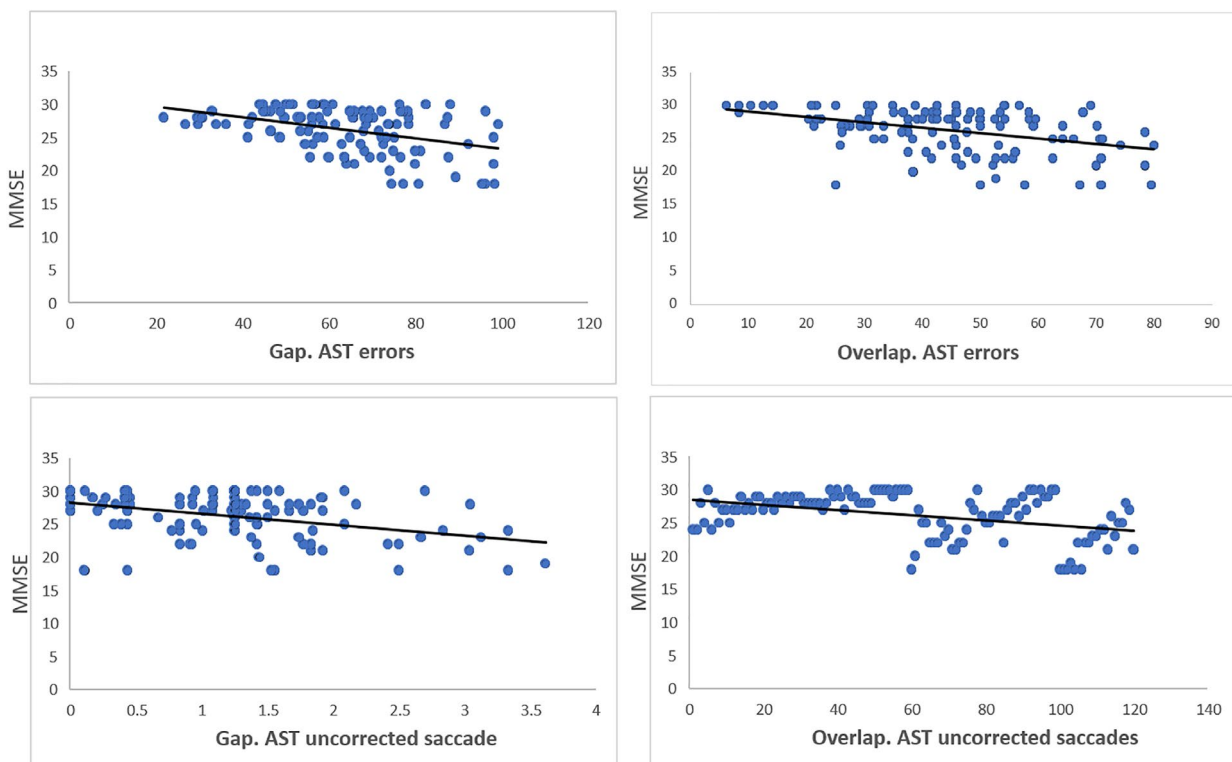 35
30
25
20
15
10
5
0
MMSE
0 20 40 60 80 100 120
Gap. AST errors
35
30
25
20
15
10
5
0
MMSE
0 10 20 30 40 50 60 70 80 90
Overlap. AST errors
35
30
25
20
15
10
5
0
MMSE
0 0.5 1 1.5 2 2.5 3 3.5 4
Gap. AST uncorrected saccade
35
30
25
20
15
10
5
0
MMSE
0 20 40 60 80 100 120 140
Overlap. AST uncorrected saccades